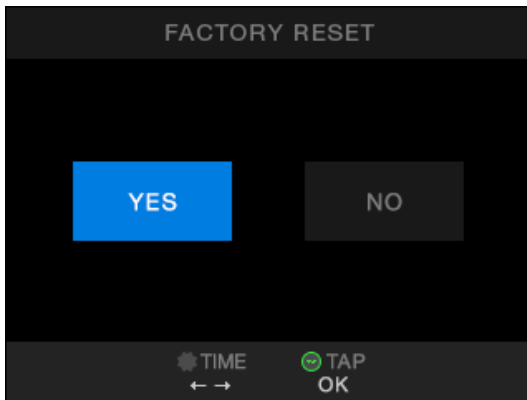 FACTORY RESET
YES NO
TIME TAP
← → OK